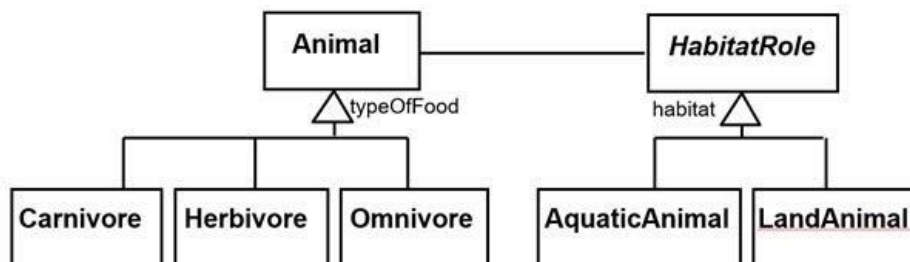 Animal
HabitatRole
typeOfFood
habitat
Carnivore
Herbivore
Omnivore
AquaticAnimal
LandAnimal